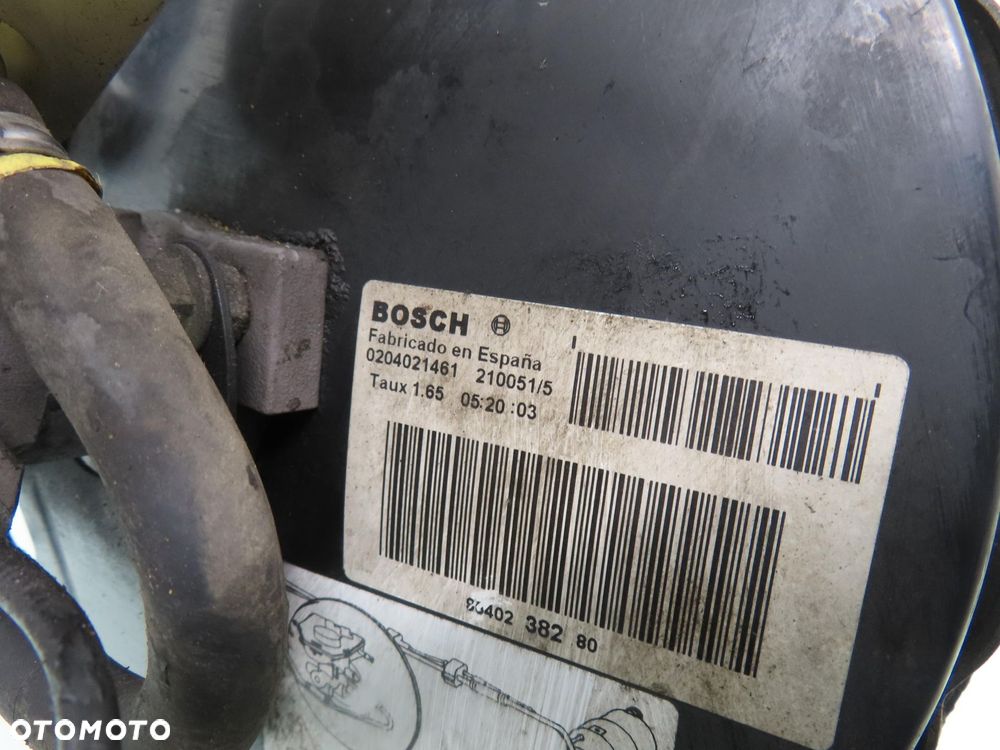 BOSCH
Fabricado en España
0204021461 210051/5
Taux 1.65 05:20 :03
382 80
OTOMOTO